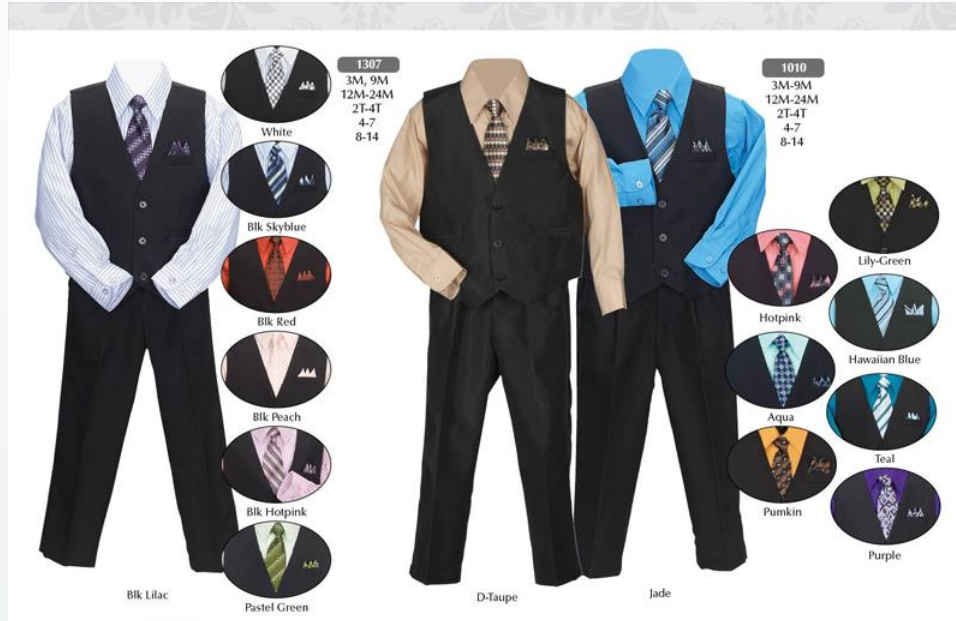 1307
3M, 9M
12M-24M
2T-4T
4-7
8-14
White
Blk Skyblue
Blk Red
Blk Peach
Blk Hotpink
Pastel Green
Blk Lilac
1010
3M-9M
12M-24M
2T-4T
4-7
8-14
Lily-Green
Hotpink
Hawaiian Blue
Aqua
Teal
Pumkin
Purple
D-Taupe
Jade